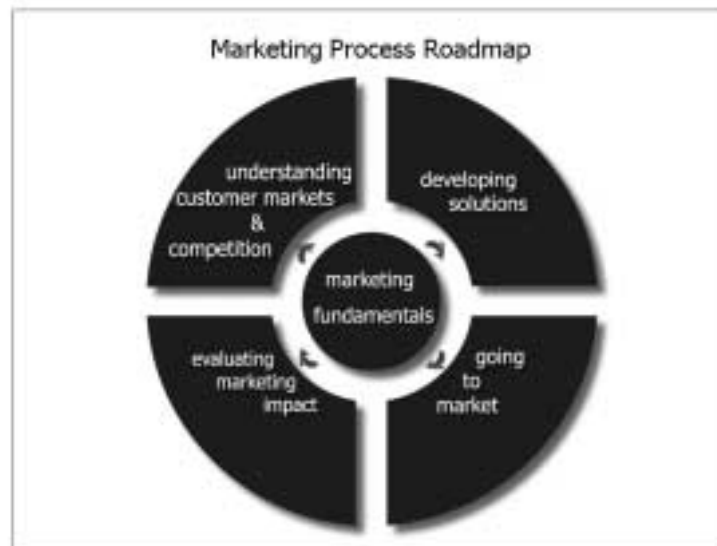 Marketing Process Roadmap
understanding
customer markets
&
competition
developing
solutions
marketing
fundamentals
evaluating
marketing
impact
going
to
market